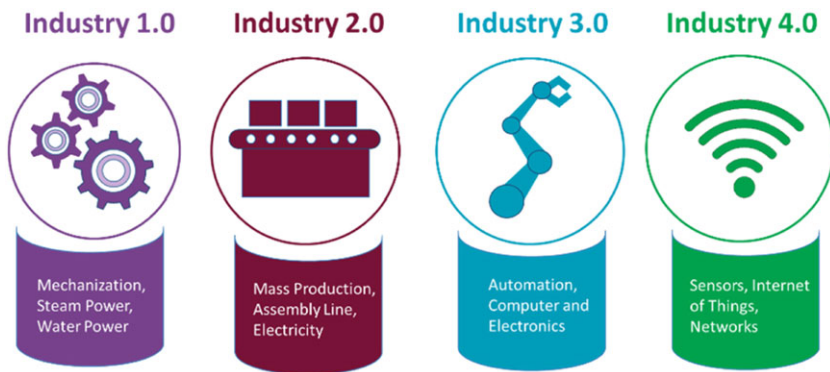 Industry 1.0
Industry 2.0
Industry 3.0
Industry 4.0
Mechanization,
Steam Power,
Water Power
Mass Production,
Assembly Line,
Electricity
Automation,
Computer and
Electronics
Sensors, Internet
of Things,
Networks